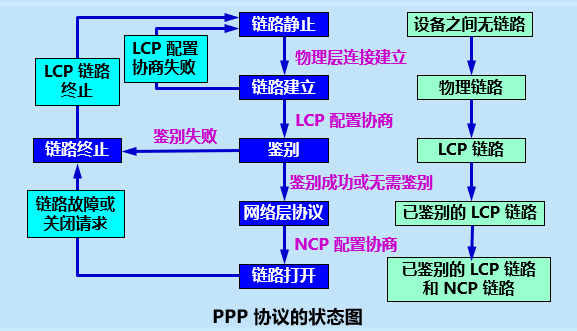 链路静止
设备之间无链路
LCP 配置
协商失败
物理层连接建立
LCP 链路
终止
链路建立
物理链路
LCP 配置协商
鉴别失败
链路终止
鉴别
LCP 链路
鉴别成功或无需鉴别
链路故障或
关闭请求
网络层协议
已鉴别的 LCP 链路
NCP 配置协商
链路打开
已鉴别的 LCP 链路
和 NCP 链路
PPP 协议的状态图